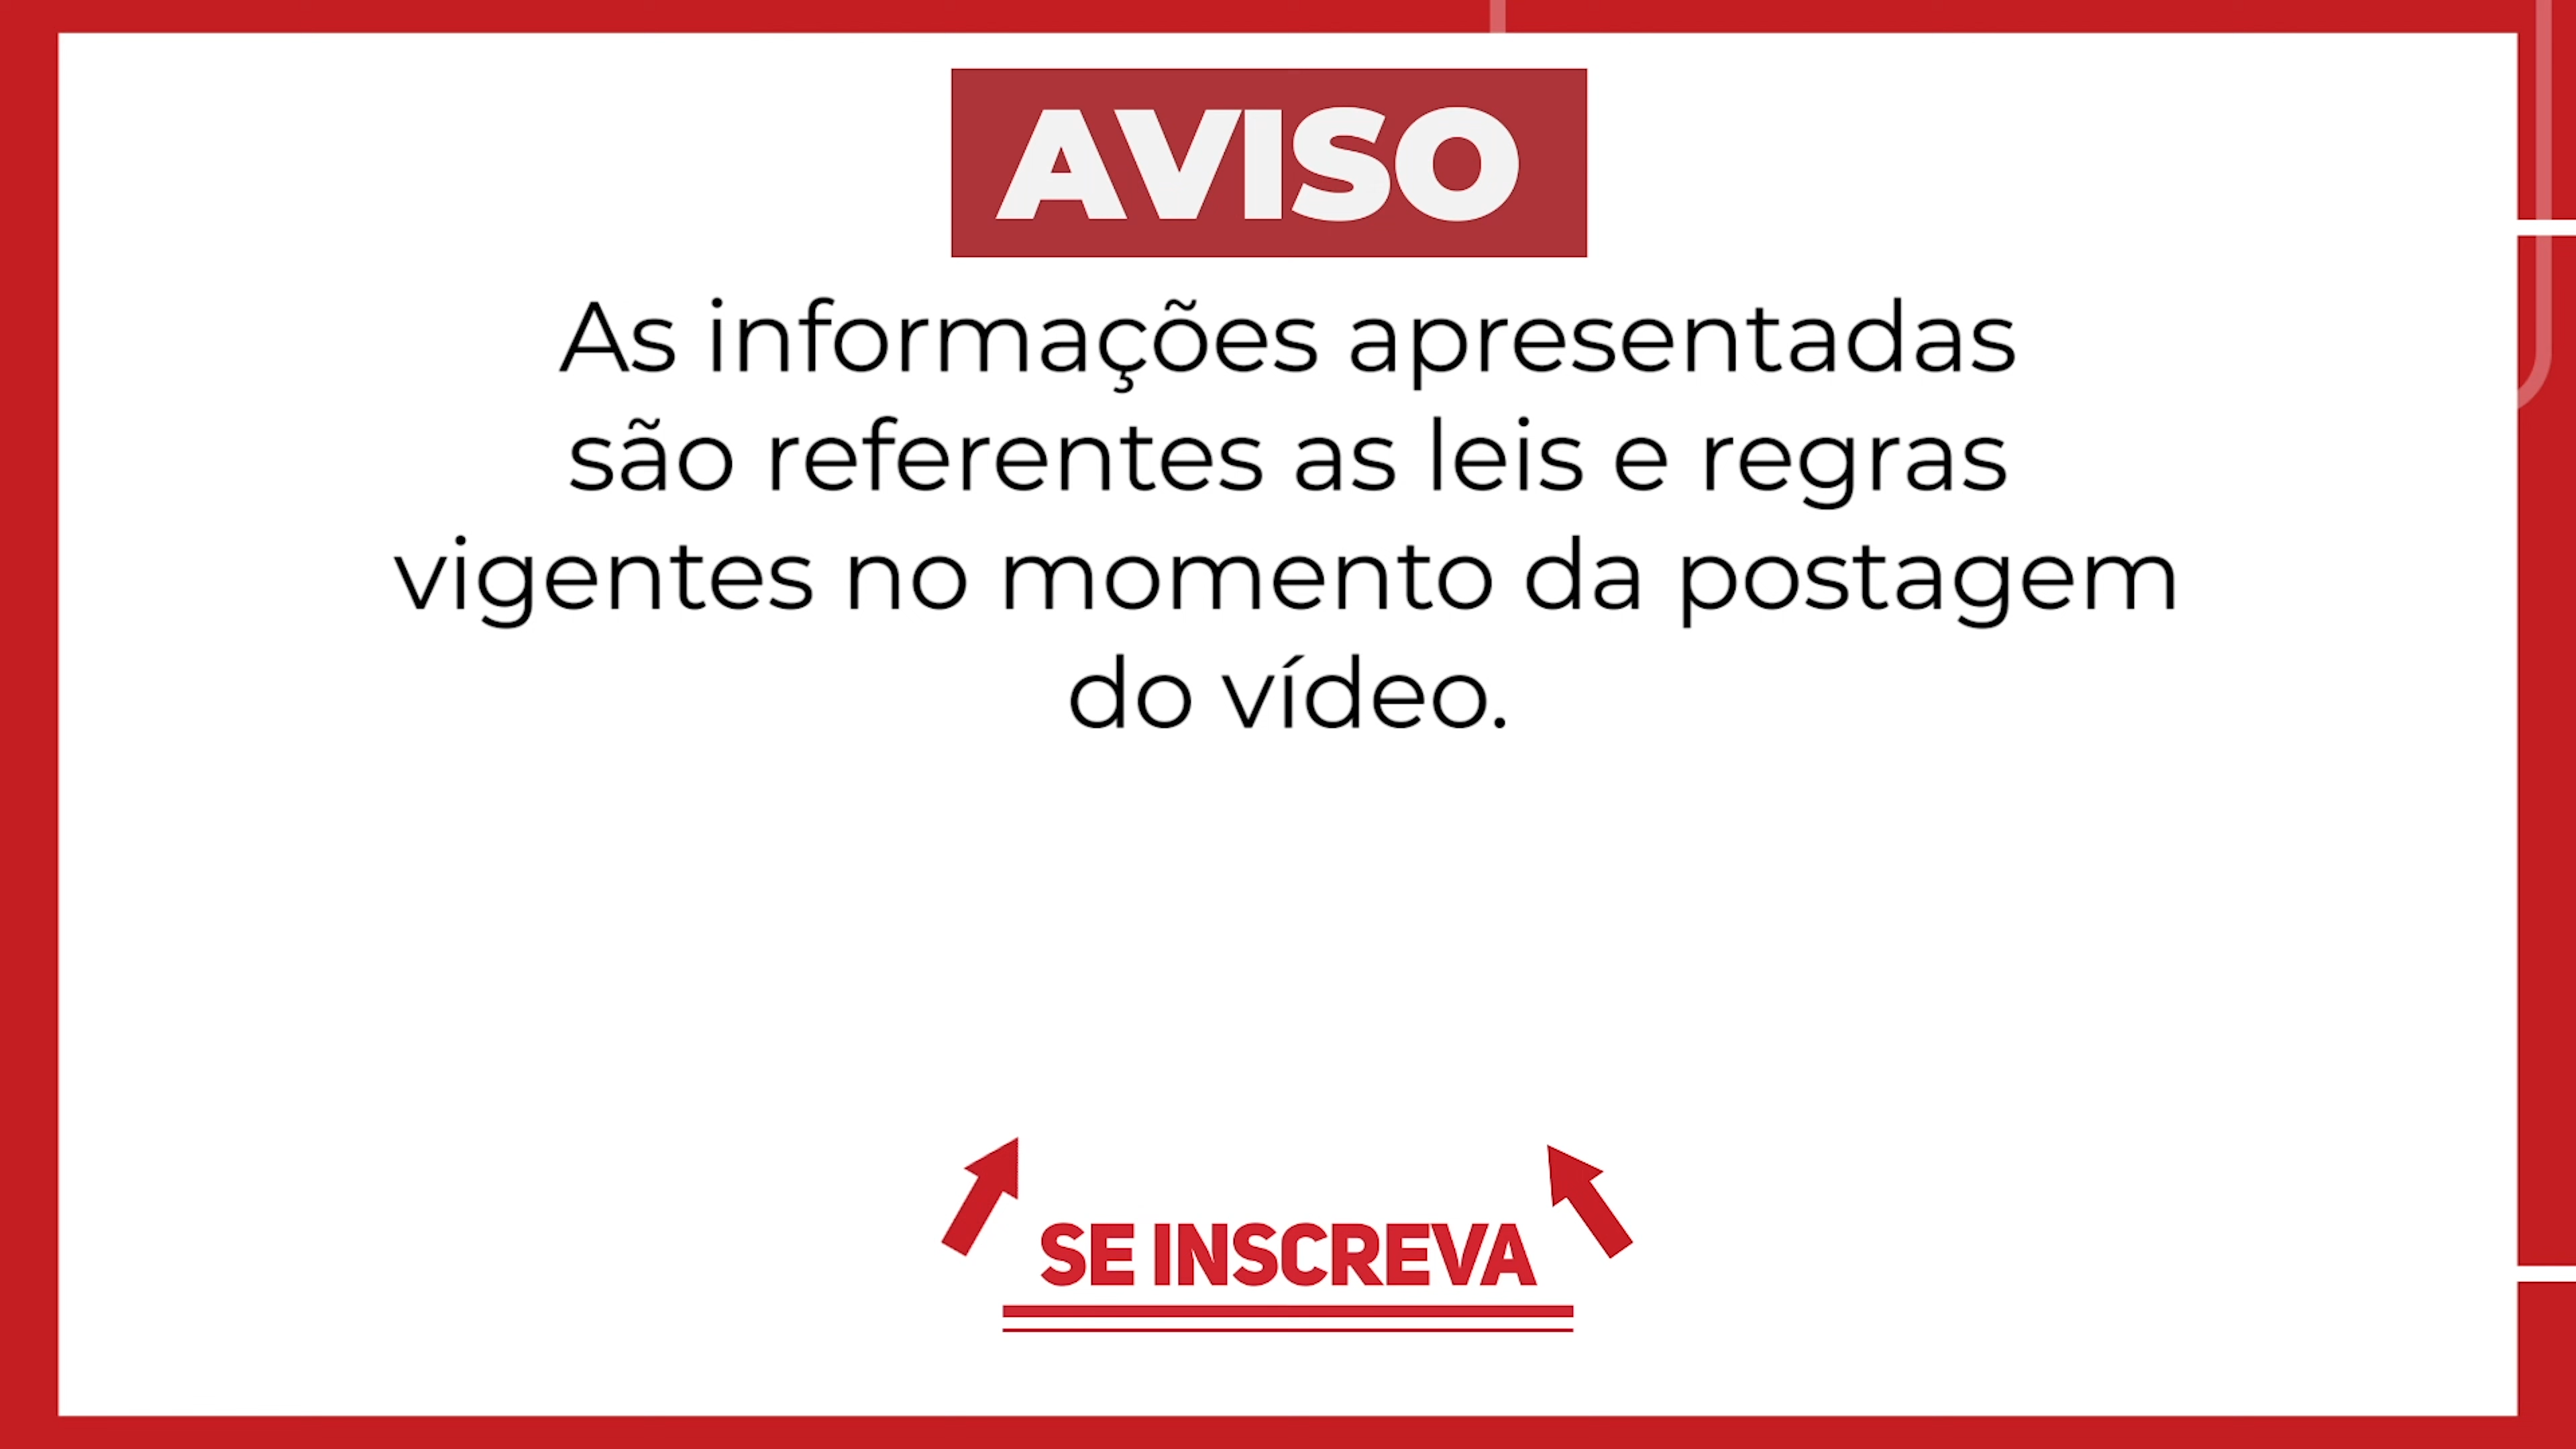 AVISO
As informações apresentadas
são referentes as leis e regras
vigentes no momento da postagem
do vídeo.
SE INSCREVA